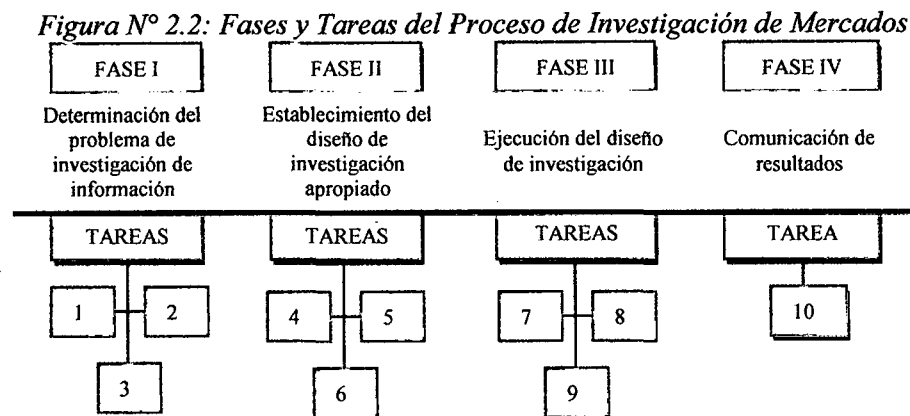 Figura N° 2.2: Fases y Tareas del Proceso de Investigación de Mercados
FASE I
FASE II
FASE III
FASE IV
Determinación del
problema de
investigación de
información
Establecimiento del
diseño de
investigación
apropiado
Ejecución del diseño
de investigación
Comunicación de
resultados
TAREAS
TAREAS
TAREAS
TAREA
1
2
3
4
5
6
7
8
9
10